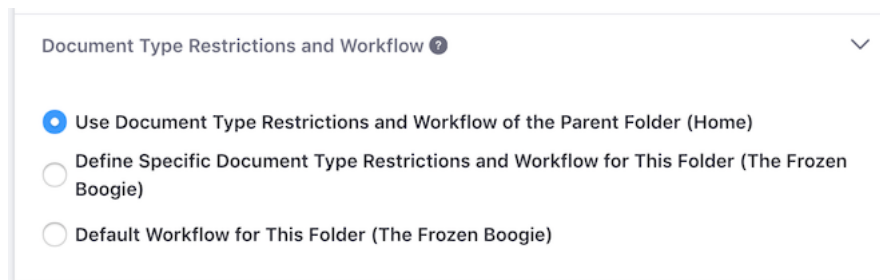 Document Type Restrictions and Workflow ?
Use Document Type Restrictions and Workflow of the Parent Folder (Home)
Define Specific Document Type Restrictions and Workflow for This Folder (The Frozen
Boogie)
Default Workflow for This Folder (The Frozen Boogie)